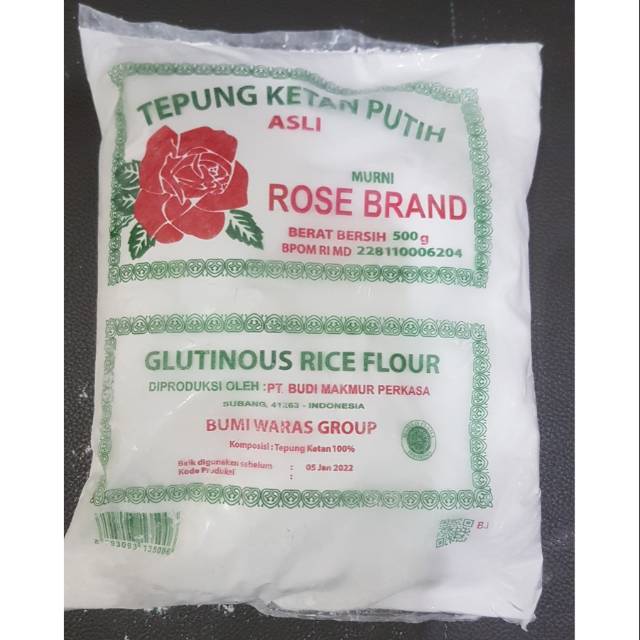 TEPUNG KETAN PUTIH
ASLI
MURNI
ROSE BRAND
BERAT BERSIH 500 g
BPOM RI MD 228110006204
GLUTINOUS RICE FLOUR
DIPRODUKSI OLEH : PT. BUDI MAKMUR PERKASA
SUBANG, 41263 - INDONESIA
BUMI WARAS GROUP
Komposisi : Tepung Ketan 100%
Baik digunakan sebelum : 05 Jan 2022
Kode Produksi :